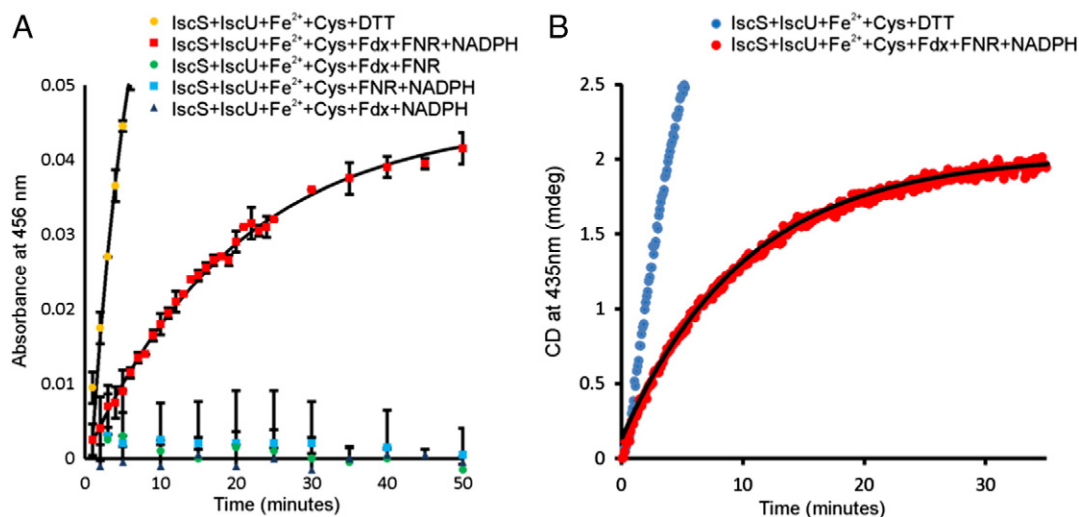 A
IscS+IscU+Fe²⁺+Cys+DTT
IscS+IscU+Fe²⁺+Cys+Fdx+FNR+NADPH
IscS+IscU+Fe²⁺+Cys+Fdx+FNR
IscS+IscU+Fe²⁺+Cys+FNR+NADPH
IscS+IscU+Fe²⁺+Cys+Fdx+NADPH
Absorbance at 456 nm
0.05
0.04
0.03
0.02
0.01
0
0 10 20 30 40 50
Time (minutes)
B
IscS+IscU+Fe²⁺+Cys+DTT
IscS+IscU+Fe²⁺+Cys+Fdx+FNR+NADPH
CD at 435nm (mdeg)
2.5
2
1.5
1
0.5
0
0 10 20 30
Time (minutes)